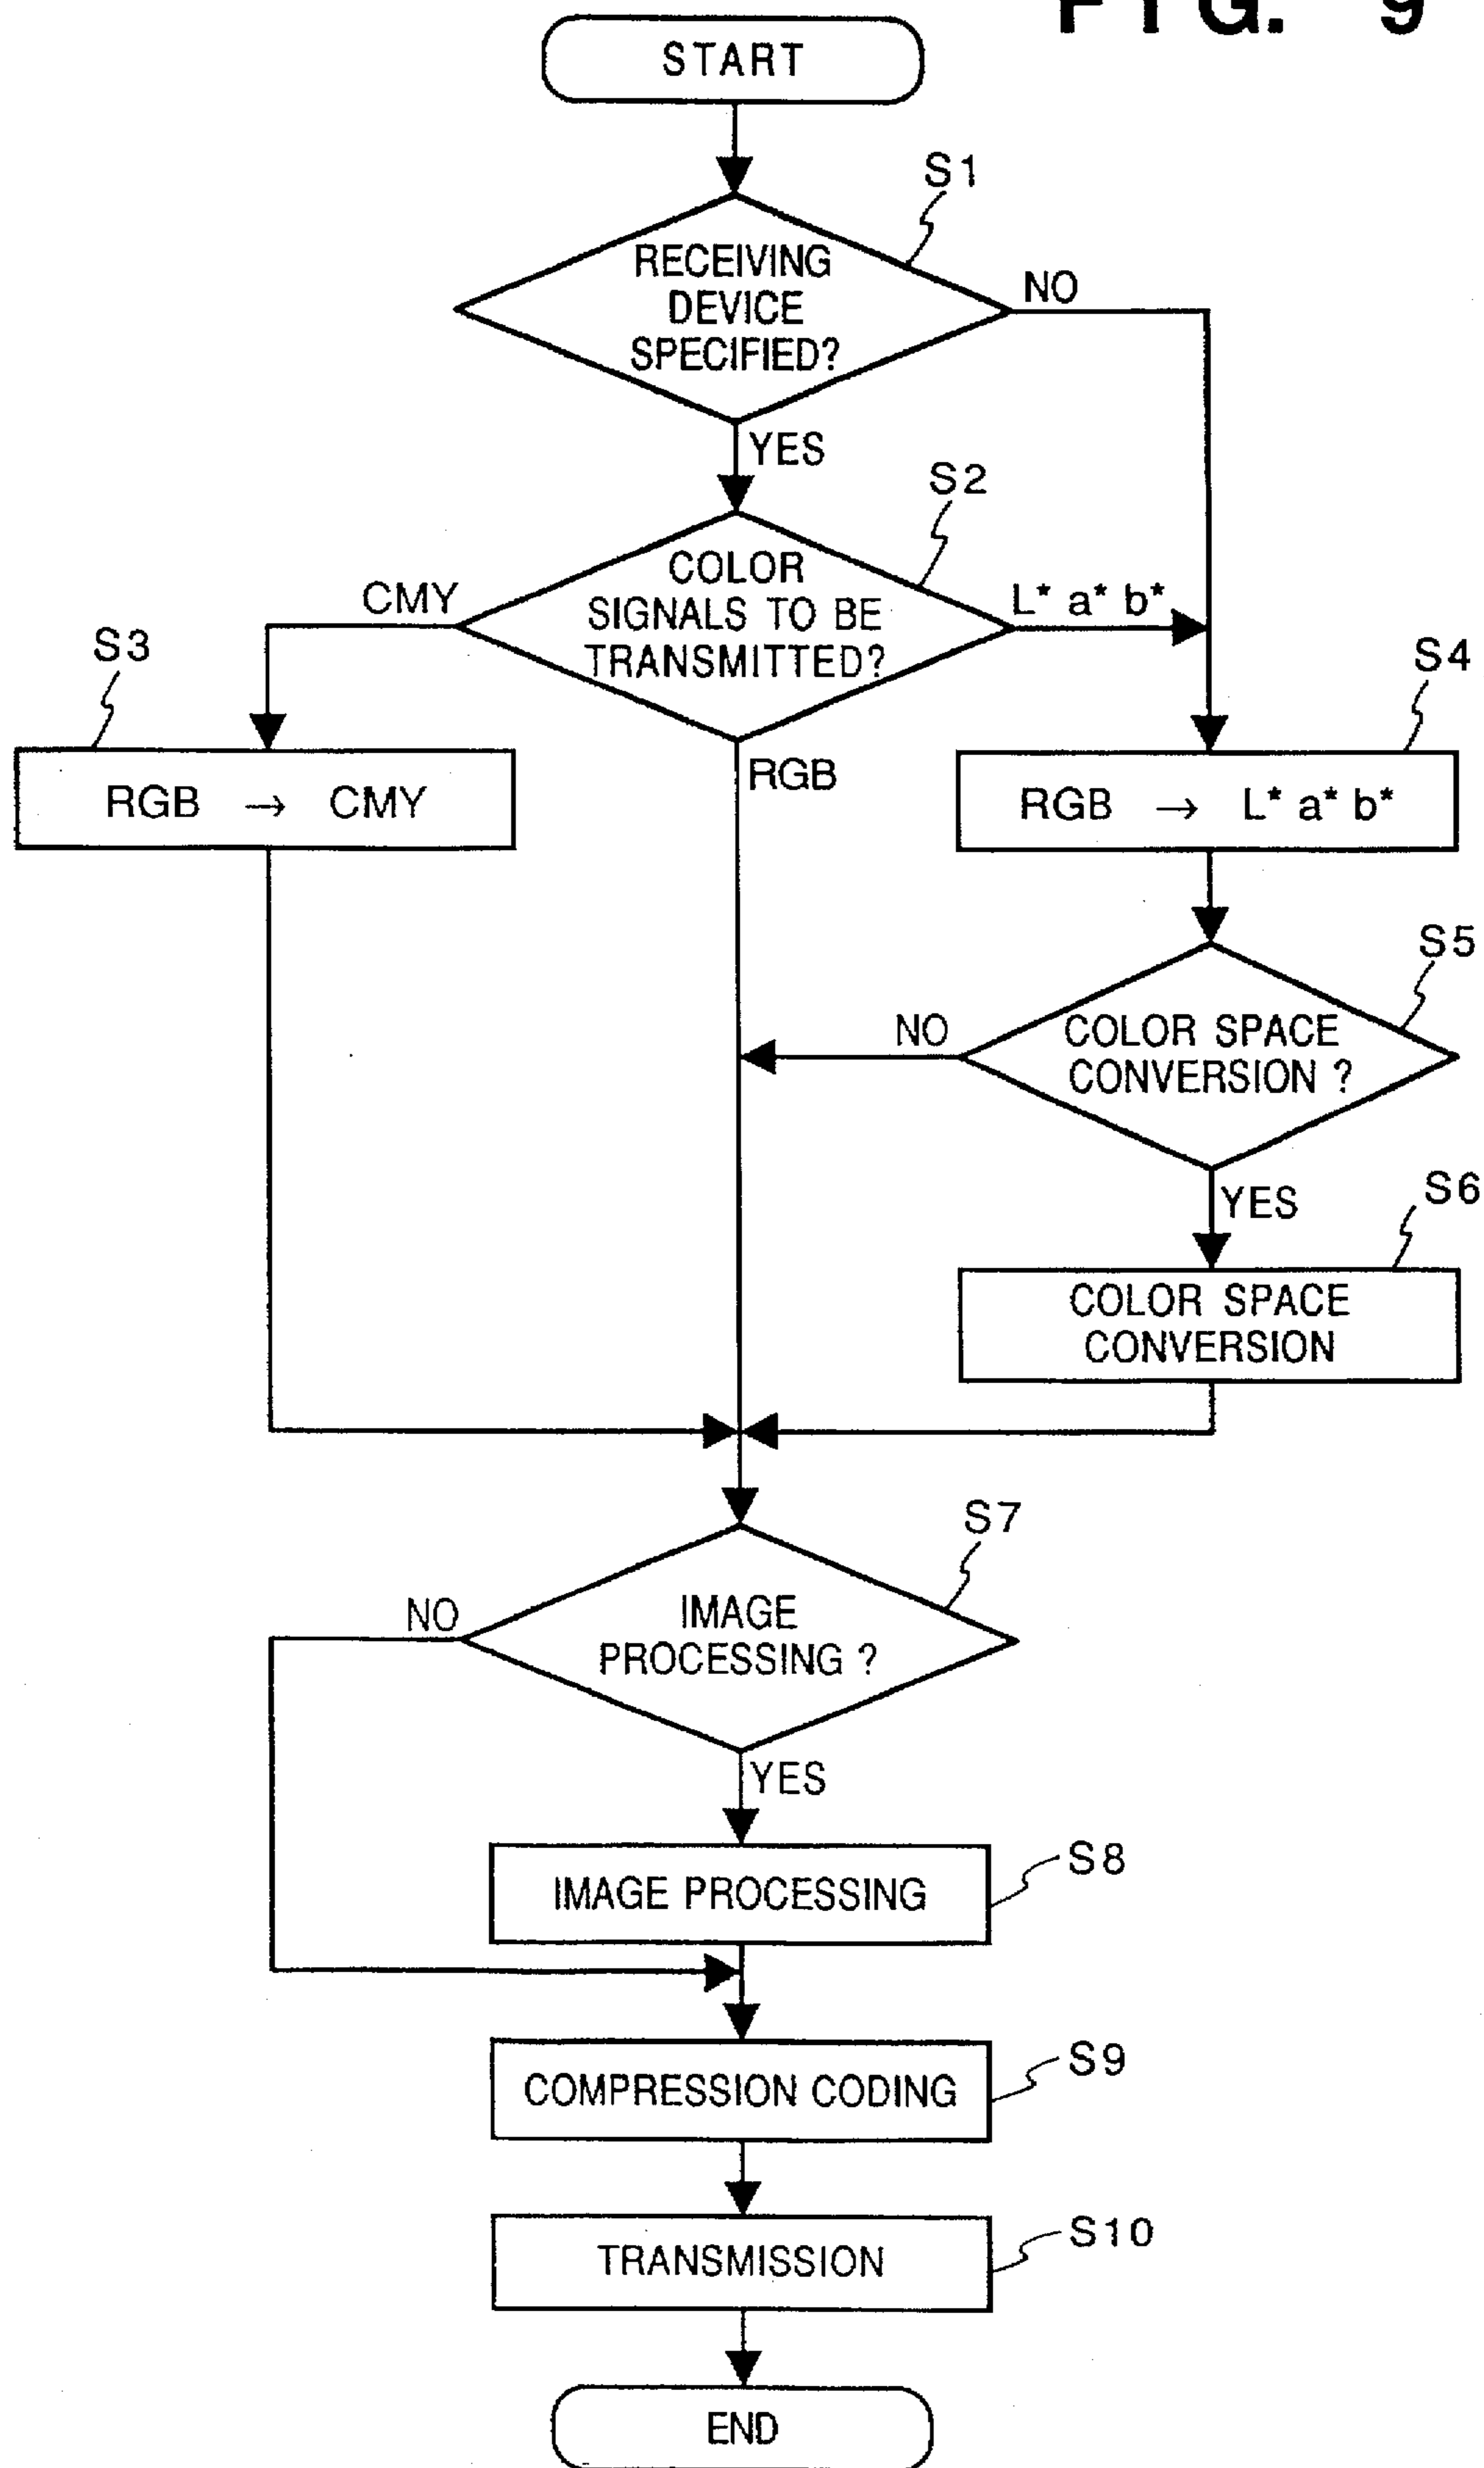 FIG. 9
START
S1
RECEIVING
DEVICE
SPECIFIED?
NO
YES
S2
COLOR
SIGNALS TO BE
TRANSMITTED?
CMY
L* a* b*
RGB
S3
RGB → CMY
S4
RGB → L* a* b*
S5
COLOR SPACE
CONVERSION ?
NO
YES
S6
COLOR SPACE
CONVERSION
S7
IMAGE
PROCESSING ?
NO
YES
S8
IMAGE PROCESSING
S9
COMPRESSION CODING
S10
TRANSMISSION
END